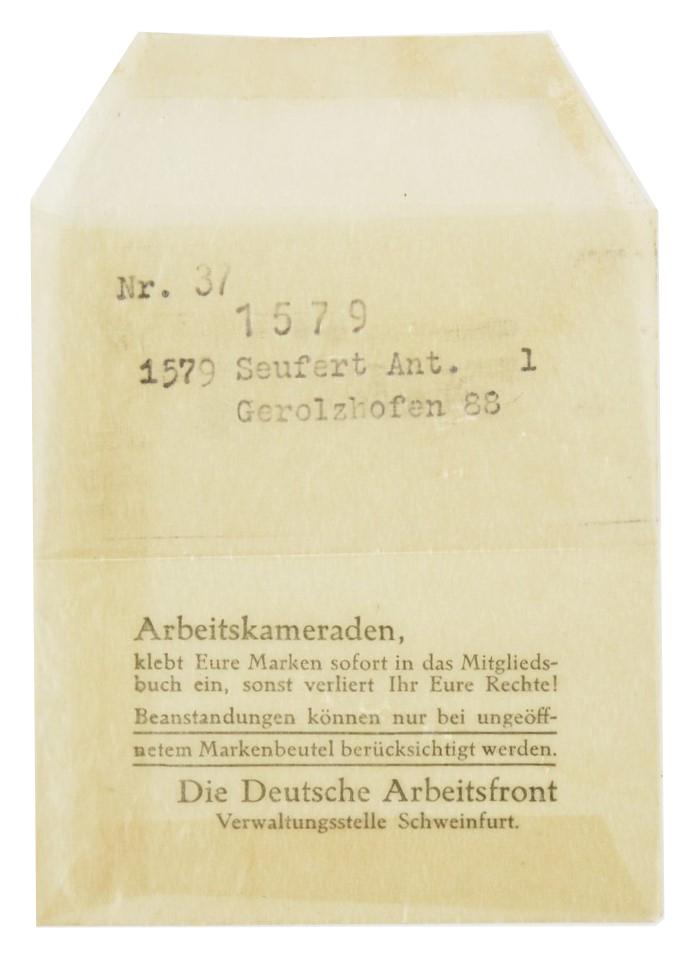 Nr. 37
1579
1579 Seufert Ant. 1
Gerolzhofen 88
Arbeitskameraden,
klebt Eure Marken sofort in das Mitglieds-
buch ein, sonst verliert Ihr Eure Rechte!
Beanstandungen können nur bei ungeöff-
netem Markenbeutel berücksichtigt werden.
Die Deutsche Arbeitsfront
Verwaltungsstelle Schweinfurt.